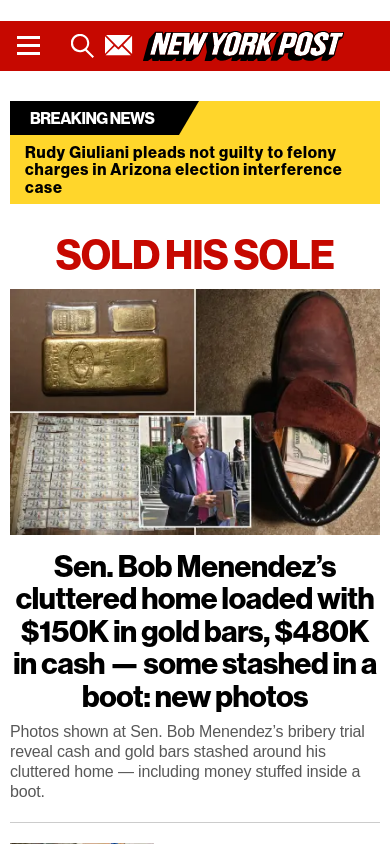 NEW YORK POST
BREAKING NEWS
Rudy Giuliani pleads not guilty to felony
charges in Arizona election interference
case
SOLD HIS SOLE
Sen. Bob Menendez’s
cluttered home loaded with
$150K in gold bars, $480K
in cash — some stashed in a
boot: new photos
Photos shown at Sen. Bob Menendez’s bribery trial
reveal cash and gold bars stashed around his
cluttered home — including money stuffed inside a
boot.